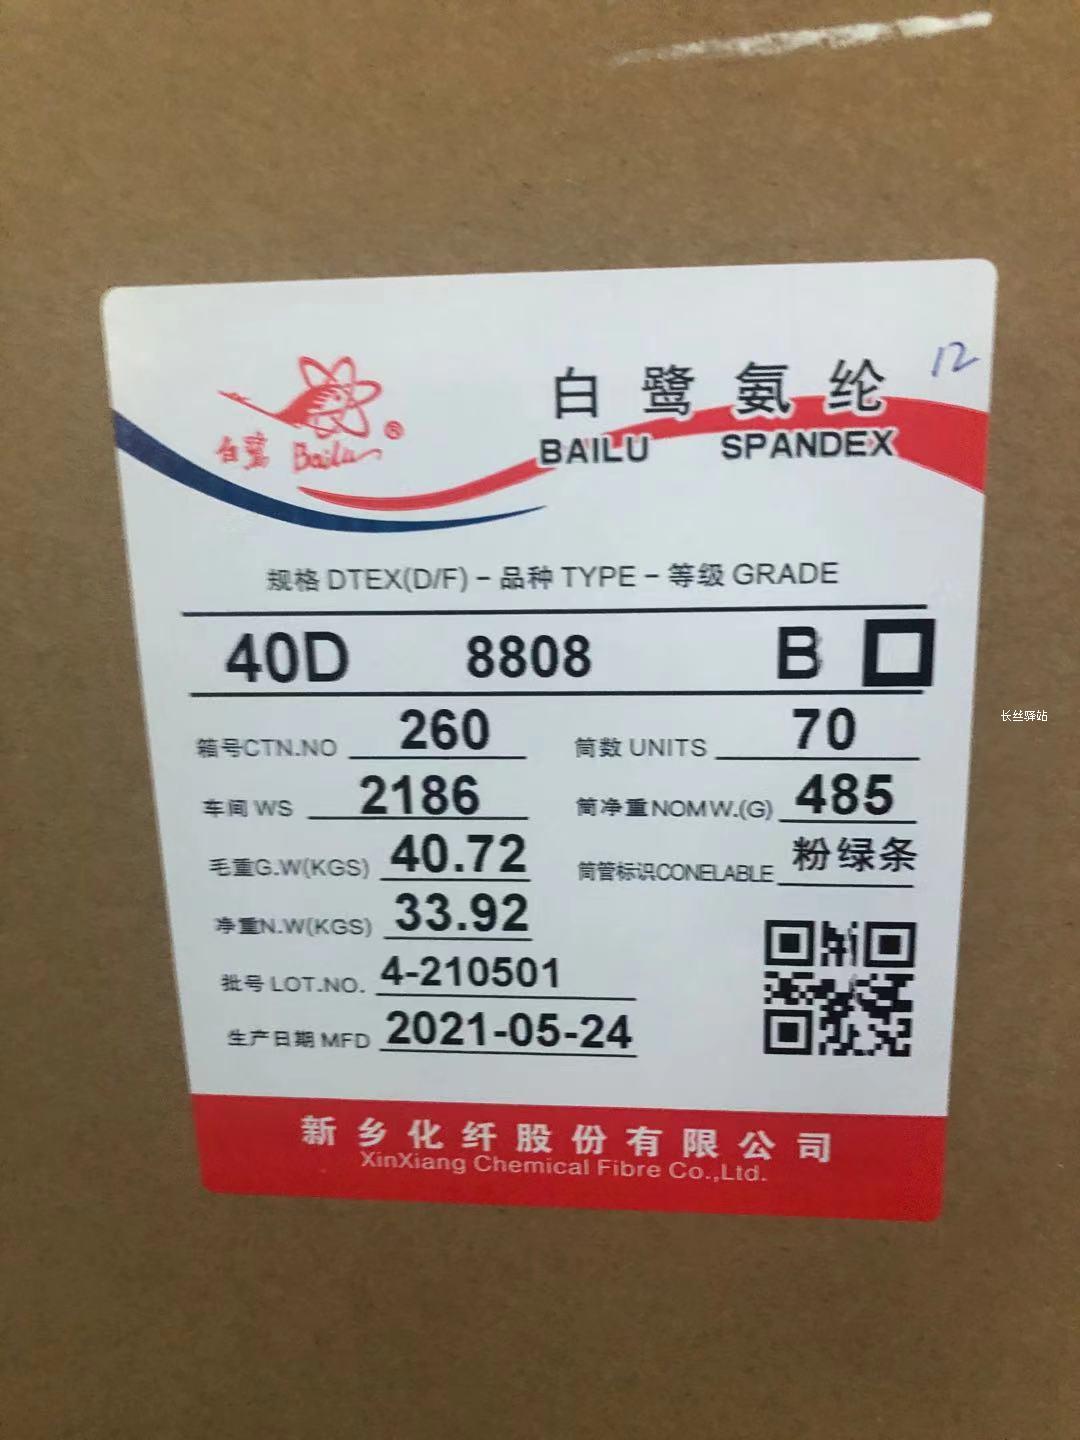 12
白鹭 Bailu ®
白鹭氨纶
BAILU SPANDEX
规格 DTEX(D/F) - 品种 TYPE - 等级 GRADE
40D 8808 B
箱号CTN.NO 260 筒数 UNITS 70
车间 WS 2186 筒净重NOMW.(G) 485
毛重G.W(KGS) 40.72 筒管标识CONELABLE 粉绿条
净重N.W(KGS) 33.92
批号 LOT.NO. 4-210501
生产日期 MFD 2021-05-24
新乡化纤股份有限公司
XinXiang Chemical Fibre Co.,Ltd.
长丝驿站